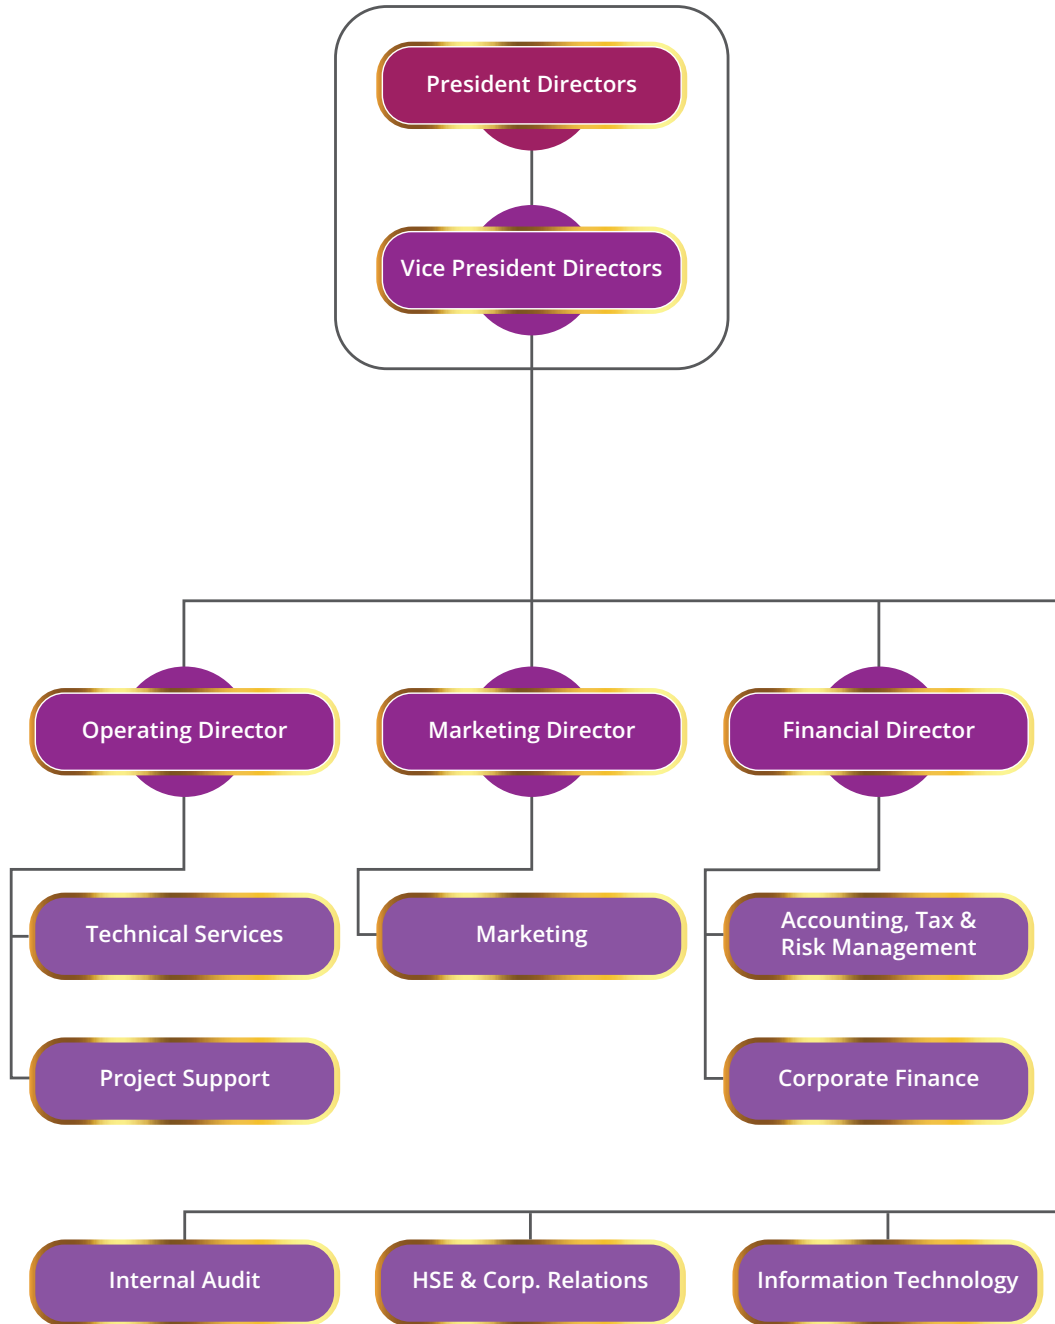 President Directors
Vice President Directors
Operating Director
Marketing Director
Financial Director
Technical Services
Marketing
Accounting, Tax &
Risk Management
Project Support
Corporate Finance
Internal Audit
HSE & Corp. Relations
Information Technology